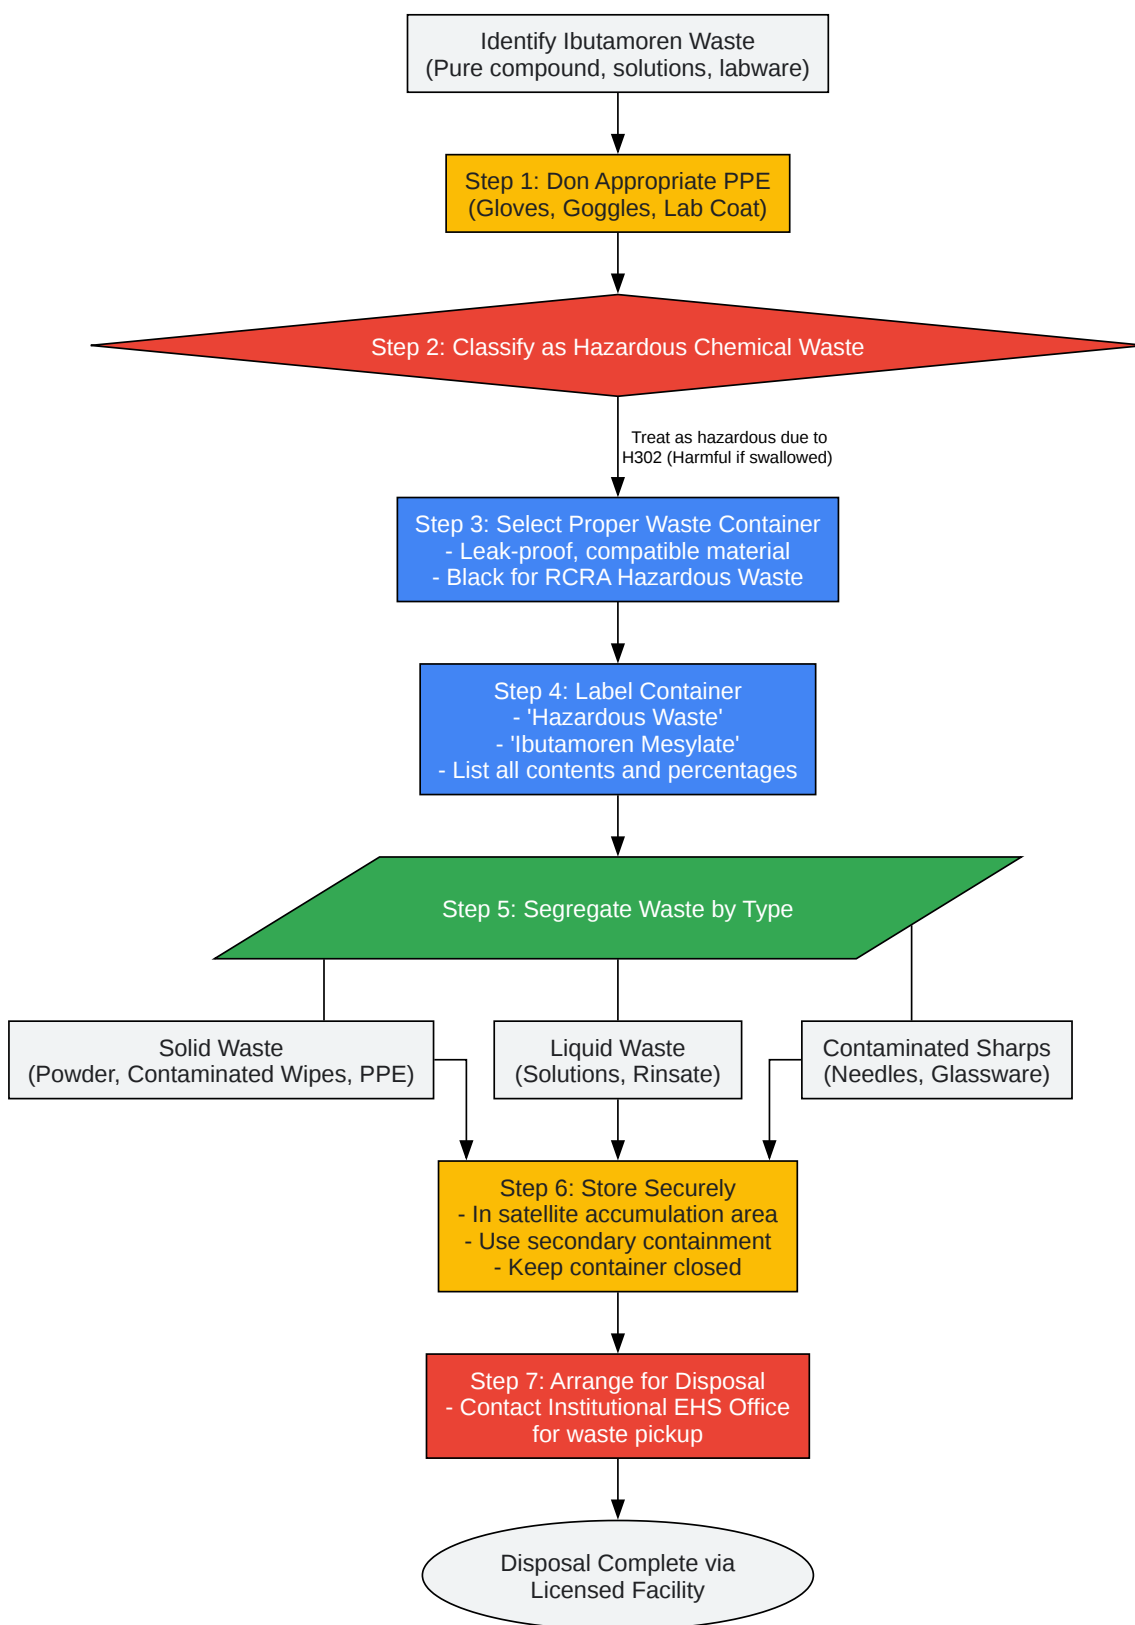 Identify Ibutamoren Waste
(Pure compound, solutions, labware)
Step 1: Don Appropriate PPE
(Gloves, Goggles, Lab Coat)
Step 2: Classify as Hazardous Chemical Waste
Treat as hazardous due to
H302 (Harmful if swallowed)
Step 3: Select Proper Waste Container
- Leak-proof, compatible material
- Black for RCRA Hazardous Waste
Step 4: Label Container
- 'Hazardous Waste'
- 'Ibutamoren Mesylate'
- List all contents and percentages
Step 5: Segregate Waste by Type
Solid Waste
(Powder, Contaminated Wipes, PPE)
Liquid Waste
(Solutions, Rinsate)
Contaminated Sharps
(Needles, Glassware)
Step 6: Store Securely
- In satellite accumulation area
- Use secondary containment
- Keep container closed
Step 7: Arrange for Disposal
- Contact Institutional EHS Office
for waste pickup
Disposal Complete via
Licensed Facility